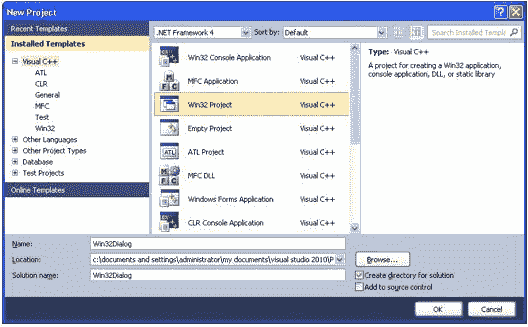 New Project
Recent Templates
.NET Framework 4
Sort by:
Default
Search Installed Templ
Installed Templates
Visual C++
ATL
CLR
General
MFC
Test
Win32
Other Languages
Other Project Types
Database
Test Projects
Online Templates
Win32 Console Application Visual C++
MFC Application Visual C++
Win32 Project Visual C++
Empty Project Visual C++
ATL Project Visual C++
MFC DLL Visual C++
Windows Forms Application Visual C++
CLR Console Application Visual C++
Type: Visual C++
A project for creating a Win32 application,
console application, DLL, or static library
Name: Win32Dialog
Location: c:\documents and settings\administrator\my documents\visual studio 2010\P
Browse...
Solution name: Win32Dialog
Create directory for solution
Add to source control
OK
Cancel